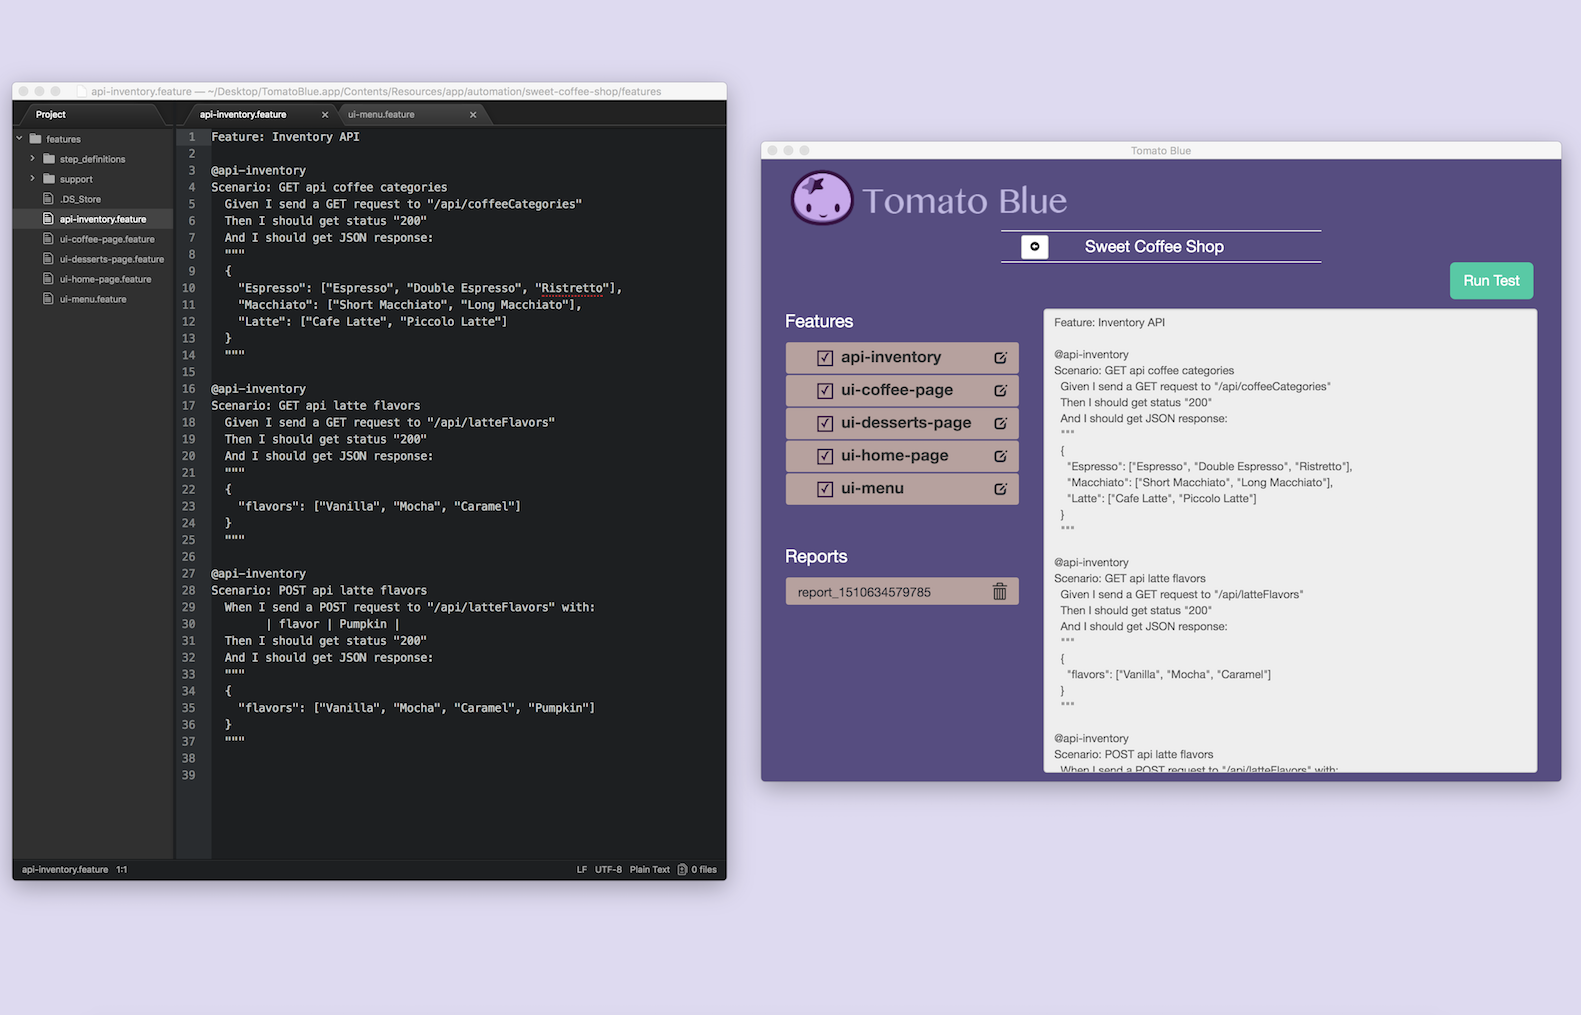 api-inventory.feature — ~/Desktop/TomatoBlue.app/Contents/Resources/app/automation/sweet-coffee-shop/features
Project
api-inventory.feature
ui-menu.feature
features
step_definitions
support
.DS_Store
api-inventory.feature
ui-coffee-page.feature
ui-desserts-page.feature
ui-home-page.feature
ui-menu.feature
1 Feature: Inventory API
2
3 @api-inventory
4 Scenario: GET api coffee categories
5 Given I send a GET request to "/api/coffeeCategories"
6 Then I should get status "200"
7 And I should get JSON response:
8 """
9 {
10 "Espresso": ["Espresso", "Double Espresso", "Ristretto"],
11 "Macchiato": ["Short Macchiato", "Long Macchiato"],
12 "Latte": ["Cafe Latte", "Piccolo Latte"]
13 }
14 """
15
16 @api-inventory
17 Scenario: GET api latte flavors
18 Given I send a GET request to "/api/latteFlavors"
19 Then I should get status "200"
20 And I should get JSON response:
21 """
22 {
23 "flavors": ["Vanilla", "Mocha", "Caramel"]
24 }
25 """
26
27 @api-inventory
28 Scenario: POST api latte flavors
29 When I send a POST request to "/api/latteFlavors" with:
30 | flavor | Pumpkin |
31 Then I should get status "200"
32 And I should get JSON response:
33 """
34 {
35 "flavors": ["Vanilla", "Mocha", "Caramel", "Pumpkin"]
36 }
37 """
38
39
api-inventory.feature 1:1
LF UTF-8 Plain Text 0 files
Tomato Blue
Tomato Blue
Sweet Coffee Shop
Run Test
Features
api-inventory
ui-coffee-page
ui-desserts-page
ui-home-page
ui-menu
Reports
report_1510634579785
Feature: Inventory API
@api-inventory
Scenario: GET api coffee categories
Given I send a GET request to "/api/coffeeCategories"
Then I should get status "200"
And I should get JSON response:
"""
{
"Espresso": ["Espresso", "Double Espresso", "Ristretto"],
"Macchiato": ["Short Macchiato", "Long Macchiato"],
"Latte": ["Cafe Latte", "Piccolo Latte"]
}
"""
@api-inventory
Scenario: GET api latte flavors
Given I send a GET request to "/api/latteFlavors"
Then I should get status "200"
And I should get JSON response:
"""
{
"flavors": ["Vanilla", "Mocha", "Caramel"]
}
"""
@api-inventory
Scenario: POST api latte flavors
When I send a POST request to "/api/latteFlavors" with: